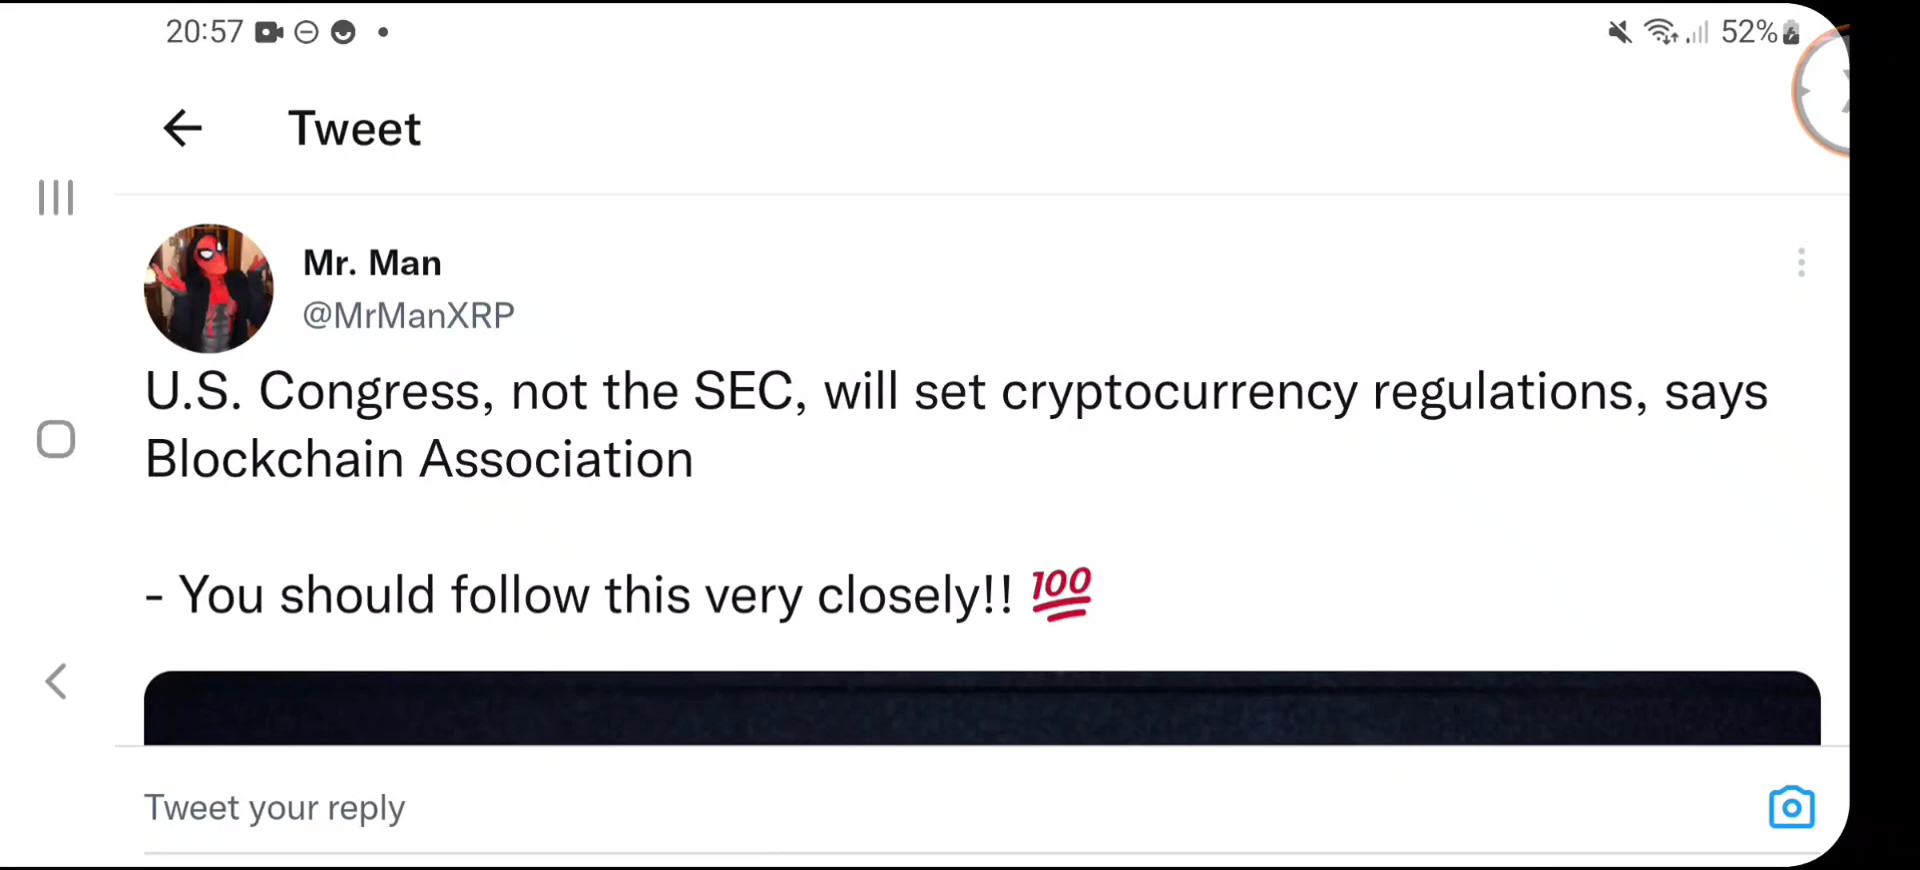 20:57
52%
Tweet
Mr. Man
@MrManXRP
U.S. Congress, not the SEC, will set cryptocurrency regulations, says
Blockchain Association
- You should follow this very closely!! 💯
Tweet your reply